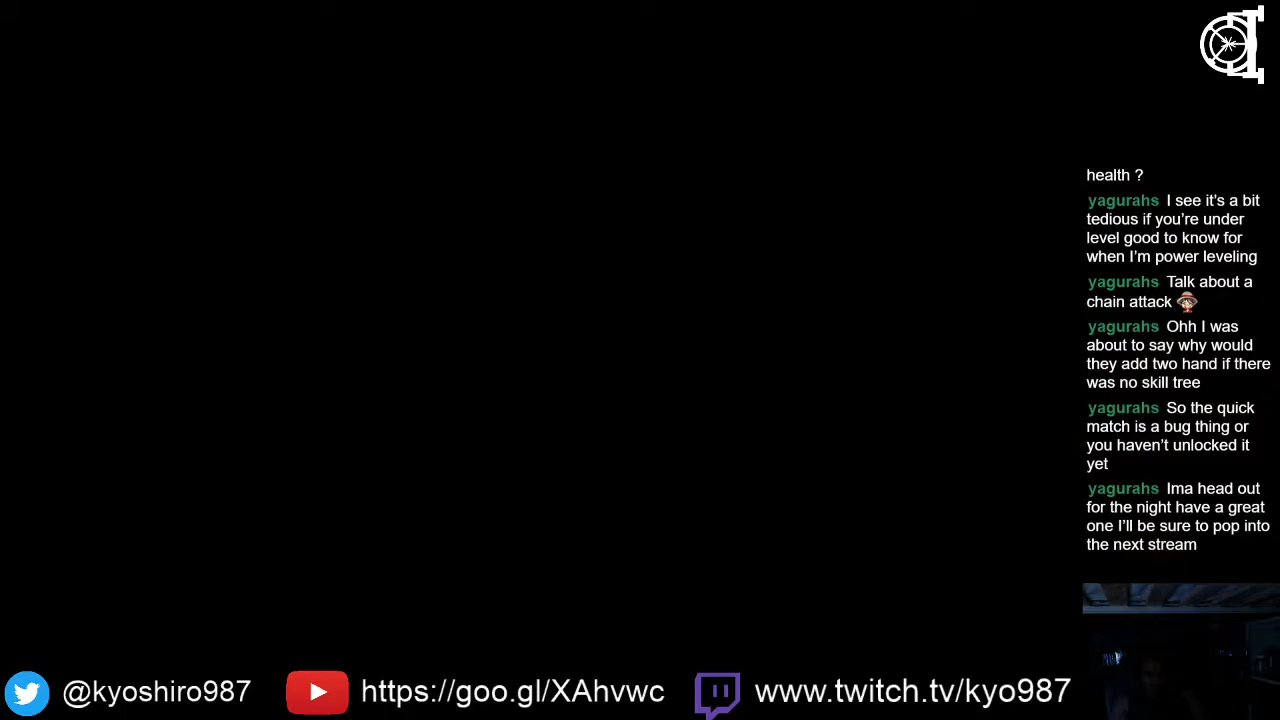 health ?
yagurahs I see it's a bit
tedious if you're under
level good to know for
when I'm power leveling
yagurahs Talk about a
chain attack
yagurahs Ohh I was
about to say why would
they add two hand if there
was no skill tree
yagurahs So the quick
match is a bug thing or
you haven't unlocked it
yet
yagurahs Ima head out
for the night have a great
one I'll be sure to pop into
the next stream
@kyoshiro987 https://goo.gl/XAhvwc www.twitch.tv/kyo987